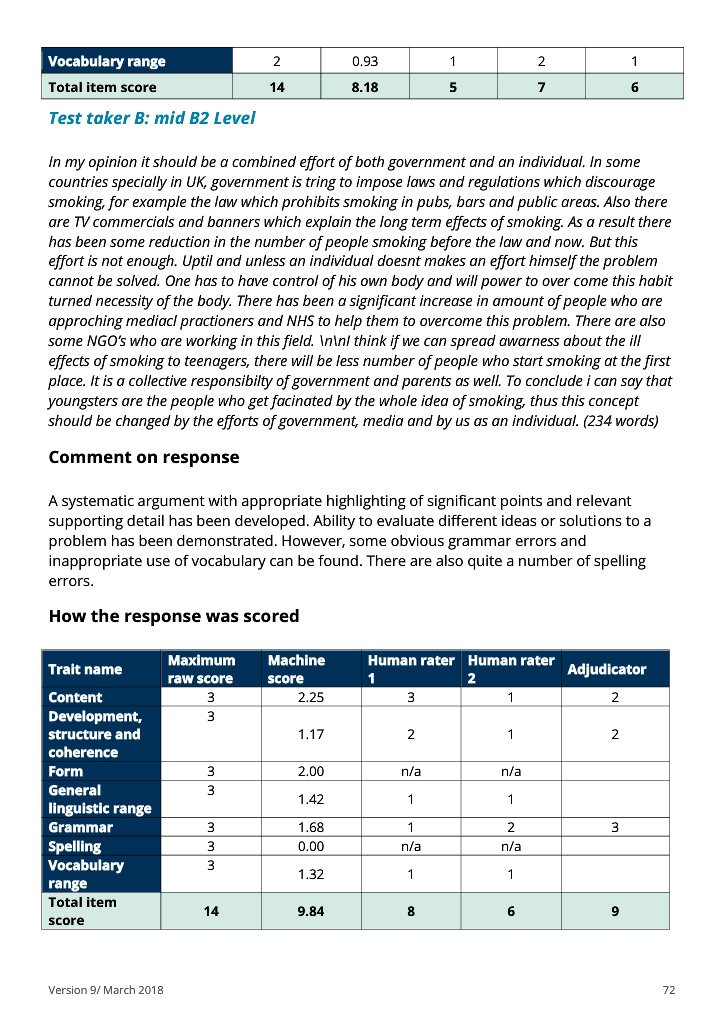 Vocabulary range 2 0.93 1 2 1
Total item score 14 8.18 5 7 6
Test taker B: mid B2 Level
In my opinion it should be a combined effort of both government and an individual. In some
countries specially in UK, government is tring to impose laws and regulations which discourage
smoking, for example the law which prohibits smoking in pubs, bars and public areas. Also there
are TV commercials and banners which explain the long term effects of smoking. As a result there
has been some reduction in the number of people smoking before the law and now. But this
effort is not enough. Uptil and unless an individual doesnt makes an effort himself the problem
cannot be solved. One has to have control of his own body and will power to over come this habit
turned necessity of the body. There has been a significant increase in amount of people who are
approching mediacl practioners and NHS to help them to overcome this problem. There are also
some NGO's who are working in this field. \n\nI think if we can spread awarness about the ill
effects of smoking to teenagers, there will be less number of people who start smoking at the first
place. It is a collective responsibilty of government and parents as well. To conclude i can say that
youngsters are the people who get facinated by the whole idea of smoking, thus this concept
should be changed by the efforts of government, media and by us as an individual. (234 words)
Comment on response
A systematic argument with appropriate highlighting of significant points and relevant
supporting detail has been developed. Ability to evaluate different ideas or solutions to a
problem has been demonstrated. However, some obvious grammar errors and
inappropriate use of vocabulary can be found. There are also quite a number of spelling
errors.
How the response was scored
Trait name Maximum raw score Machine score Human rater 1 Human rater 2 Adjudicator
Content 3 2.25 3 1 2
Development, structure and coherence 3 1.17 2 1 2
Form 3 2.00 n/a n/a
General linguistic range 3 1.42 1 1
Grammar 3 1.68 1 2 3
Spelling 3 0.00 n/a n/a
Vocabulary range 3 1.32 1 1
Total item score 14 9.84 8 6 9
Version 9/ March 2018 72